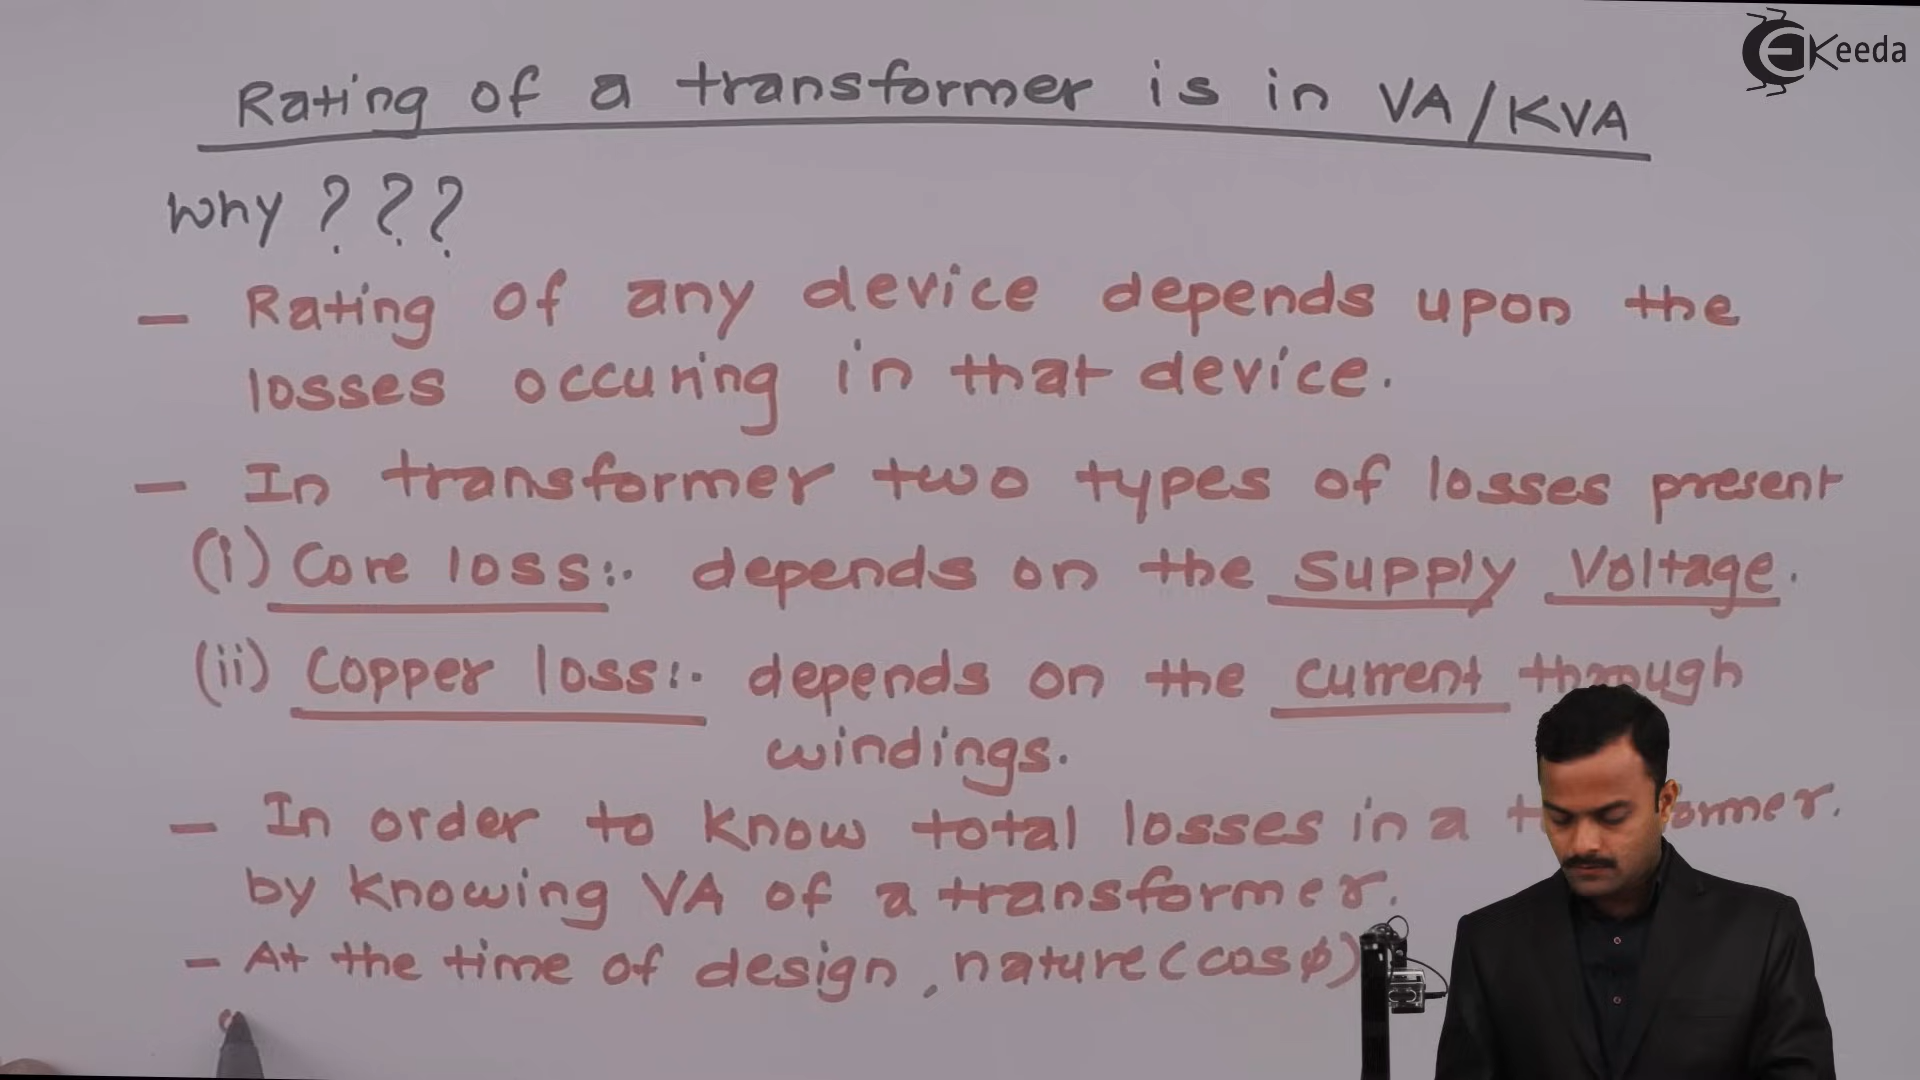 EKeeda
Rating of a transformer is in VA/KVA
Why ???
- Rating of any device depends upon the
losses occuring in that device.
- In transformer two types of losses present
(i) Core loss:- depends on the supply voltage.
(ii) Copper loss:- depends on the current through
windings.
- In order to know total losses in a
by knowing VA of a transformer.
- At the time of design, nature (cos φ)